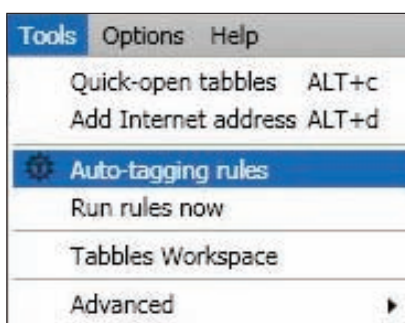 Tools Options Help
Quick-open tabbles ALT+c
Add Internet address ALT+d
Auto-tagging rules
Run rules now
Tabbles Workspace
Advanced